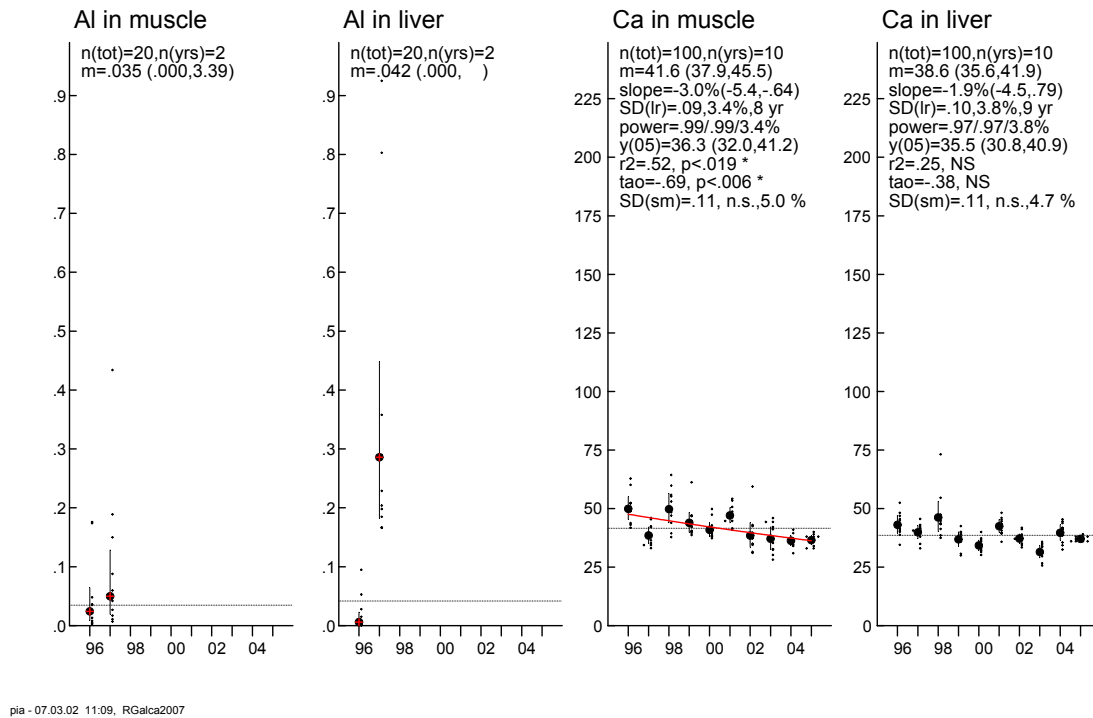 Al in muscle
n(tot)=20,n(yrs)=2
m=.035 (.000,3.39)
.9
.8
.7
.6
.5
.4
.3
.2
.1
.0
96 98 00 02 04
Al in liver
n(tot)=20,n(yrs)=2
m=.042 (.000, )
.9
.8
.7
.6
.5
.4
.3
.2
.1
.0
96 98 00 02 04
Ca in muscle
n(tot)=100,n(yrs)=10
m=41.6 (37.9,45.5)
slope=-3.0%(-5.4,-.64)
SD(lr)=.09,3.4%,8 yr
power=.99/.99/3.4%
y(05)=36.3 (32.0,41.2)
r2=.52, p<.019 *
tao=-.69, p<.006 *
SD(sm)=.11, n.s.,5.0 %
225
200
175
150
125
100
75
50
25
0
96 98 00 02 04
Ca in liver
n(tot)=100,n(yrs)=10
m=38.6 (35.6,41.9)
slope=-1.9%(-4.5,.79)
SD(lr)=.10,3.8%,9 yr
power=.97/.97/3.8%
y(05)=35.5 (30.8,40.9)
r2=.25, NS
tao=-.38, NS
SD(sm)=.11, n.s.,4.7 %
225
200
175
150
125
100
75
50
25
0
96 98 00 02 04
pia - 07.03.02 11:09, RGalca2007